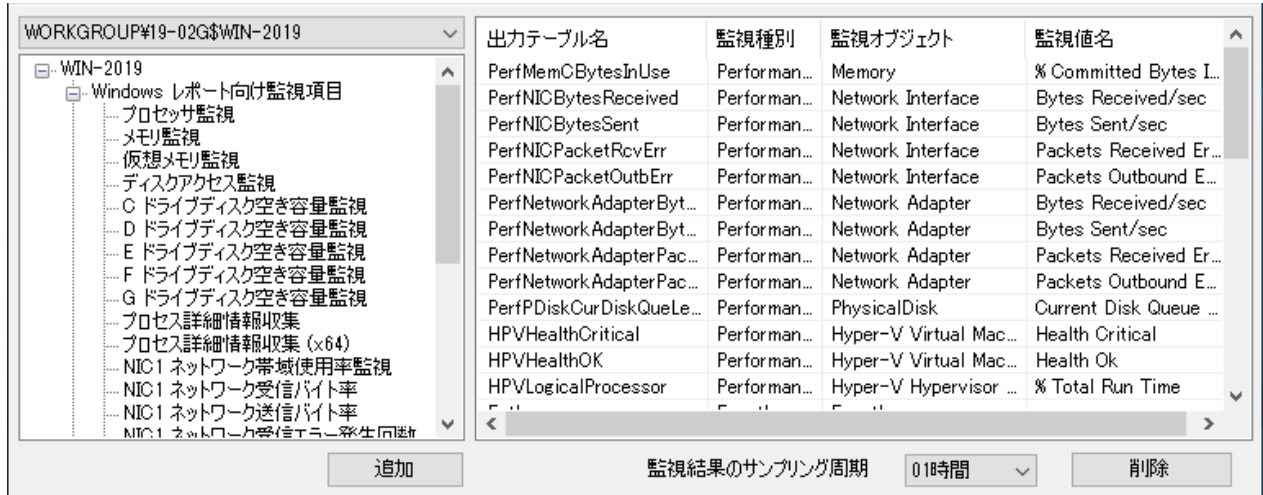 WORKGROUP¥19-02G$WIN-2019
WIN-2019
Windows レポート向け監視項目
プロセッサ監視
メモリ監視
仮想メモリ監視
ディスクアクセス監視
C ドライブディスク空き容量監視
D ドライブディスク空き容量監視
E ドライブディスク空き容量監視
F ドライブディスク空き容量監視
G ドライブディスク空き容量監視
プロセス詳細情報収集
プロセス詳細情報収集 (x64)
NIC1 ネットワーク帯域使用率監視
NIC1 ネットワーク受信バイト率
NIC1 ネットワーク送信バイト率
NIC1 ネットワーク受信エラー発生回数
追加
出力テーブル名 監視種別 監視オブジェクト 監視値名
PerfMemCBytesInUse Performan... Memory % Committed Bytes I...
PerfNICBytesReceived Performan... Network Interface Bytes Received/sec
PerfNICBytesSent Performan... Network Interface Bytes Sent/sec
PerfNICPacketRcvErr Performan... Network Interface Packets Received Er...
PerfNICPacketOutbErr Performan... Network Interface Packets Outbound E...
PerfNetworkAdapterByt... Performan... Network Adapter Bytes Received/sec
PerfNetworkAdapterByt... Performan... Network Adapter Bytes Sent/sec
PerfNetworkAdapterPac... Performan... Network Adapter Packets Received Er...
PerfNetworkAdapterPac... Performan... Network Adapter Packets Outbound E...
PerfPDiskCurDiskQueLe... Performan... PhysicalDisk Current Disk Queue ...
HPVHealthCritical Performan... Hyper-V Virtual Mac... Health Critical
HPVHealthOK Performan... Hyper-V Virtual Mac... Health Ok
HPVLogicalProcessor Performan... Hyper-V Hypervisor ... % Total Run Time
監視結果のサンプリング周期 01時間 削除